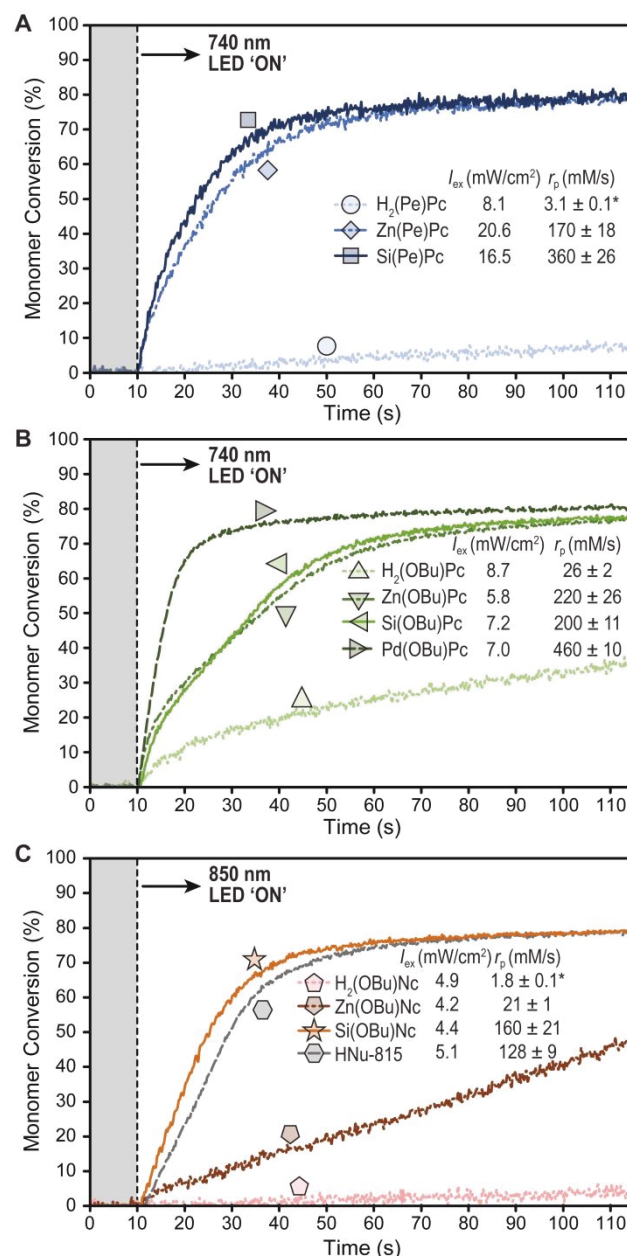 A
740 nm
LED 'ON'
Monomer Conversion (%)
100
90
80
70
60
50
40
30
20
10
0
I_ex (mW/cm²) r_p (mM/s)
H₂(Pe)Pc 8.1 3.1 ± 0.1*
Zn(Pe)Pc 20.6 170 ± 18
Si(Pe)Pc 16.5 360 ± 26
0 10 20 30 40 50 60 70 80 90 100 110
Time (s)
B
740 nm
LED 'ON'
Monomer Conversion (%)
100
90
80
70
60
50
40
30
20
10
0
I_ex (mW/cm²) r_p (mM/s)
H₂(OBu)Pc 8.7 26 ± 2
Zn(OBu)Pc 5.8 220 ± 26
Si(OBu)Pc 7.2 200 ± 11
Pd(OBu)Pc 7.0 460 ± 10
0 10 20 30 40 50 60 70 80 90 100 110
Time (s)
C
850 nm
LED 'ON'
Monomer Conversion (%)
100
90
80
70
60
50
40
30
20
10
0
I_ex (mW/cm²) r_p (mM/s)
H₂(OBu)Nc 4.9 1.8 ± 0.1*
Zn(OBu)Nc 4.2 21 ± 1
Si(OBu)Nc 4.4 160 ± 21
HNu-815 5.1 128 ± 9
0 10 20 30 40 50 60 70 80 90 100 110
Time (s)